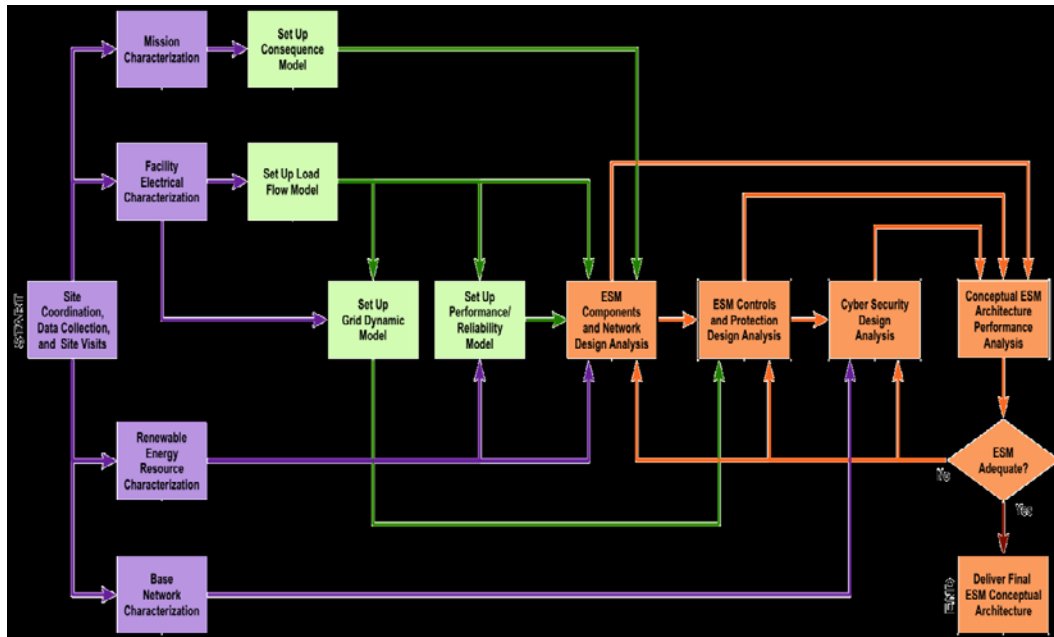 Mission
Characterization
Set Up
Consequence
Model
Facility
Electrical
Characterization
Set Up Load
Flow Model
START
Site
Coordination,
Data Collection,
and Site Visits
Set Up
Grid Dynamic
Model
Set Up
Performance/
Reliability
Model
ESM
Components
and Network
Design Analysis
ESM Controls
and Protection
Design Analysis
Cyber Security
Design
Analysis
Conceptual ESM
Architecture
Performance
Analysis
Renewable
Energy
Resource
Characterization
ESM
Adequate?
No
Yes
Base
Network
Characterization
END
Deliver Final
ESM Conceptual
Architecture